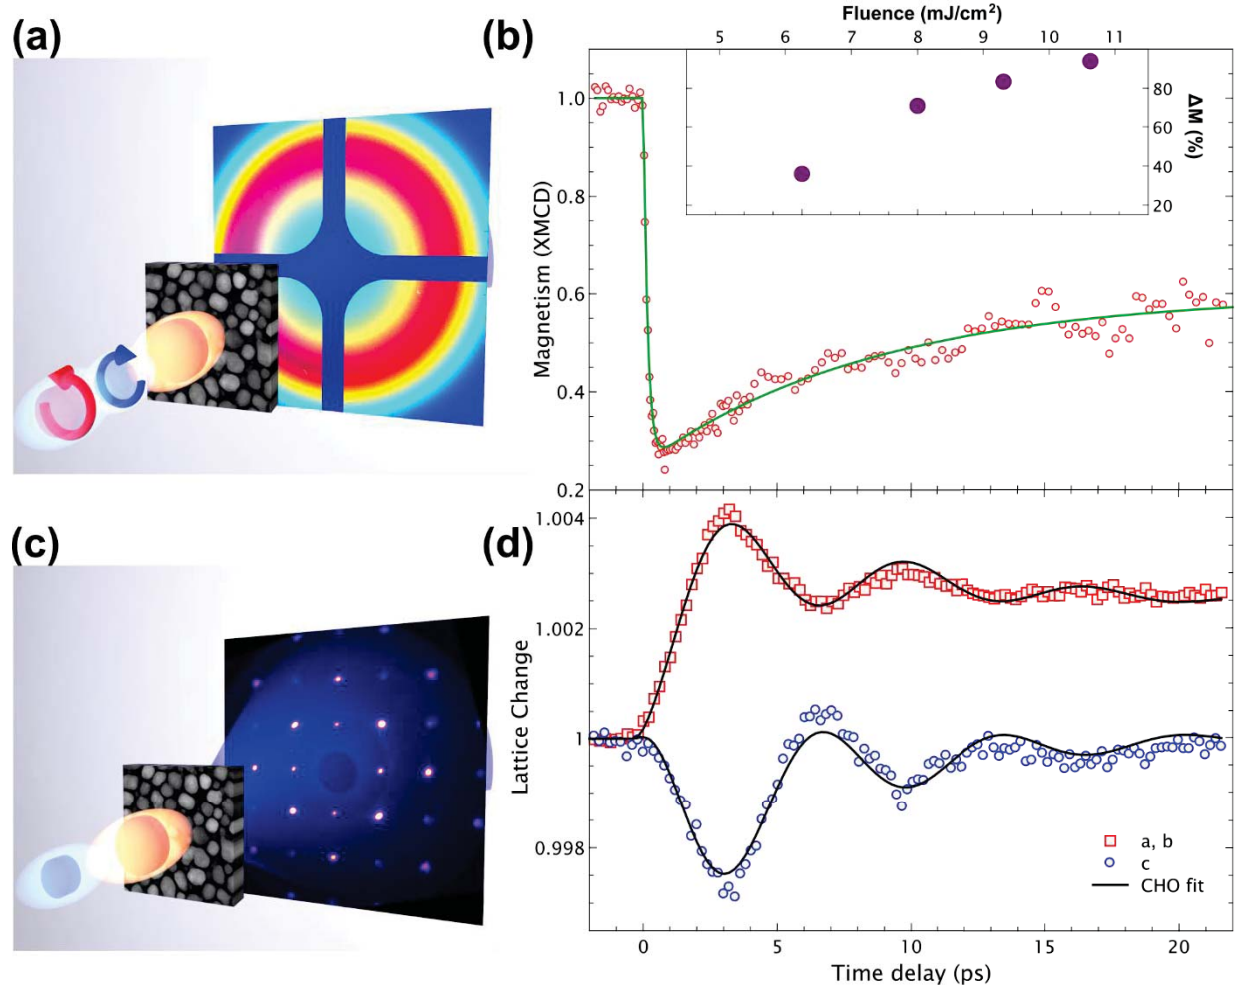 (a)
(b)
Fluence (mJ/cm²)
5 6 7 8 9 10 11
1.0
0.8
0.6
0.4
0.2
Magnetism (XMCD)
80
60
40
20
ΔM (%)
(c)
(d)
1.004
1.002
1
0.998
Lattice Change
a, b
c
CHO fit
0 5 10 15 20
Time delay (ps)